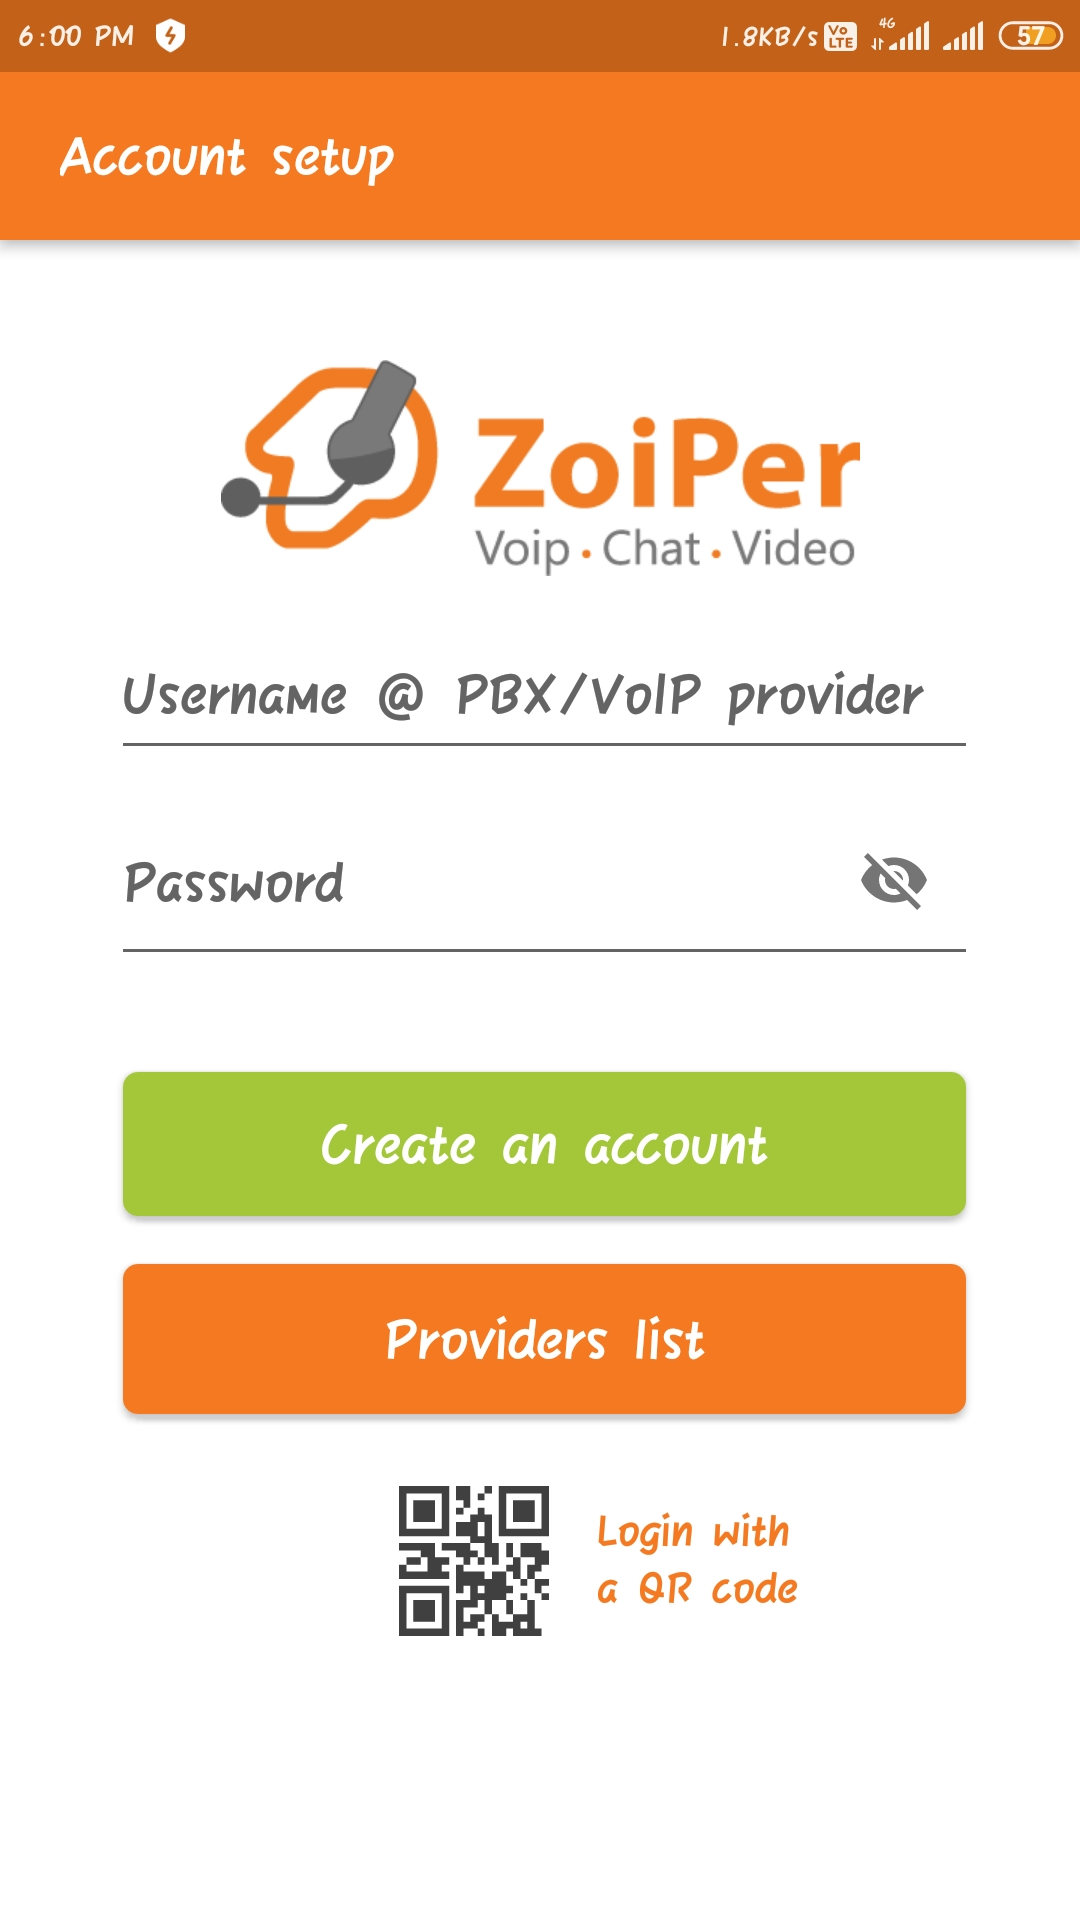 6:00 PM 1.8KB/s Vo LTE 4G 57
Account setup
ZoiPer
Voip • Chat • Video
Username @ PBX/VoIP provider
Password
Create an account
Providers list
Login with
a QR code